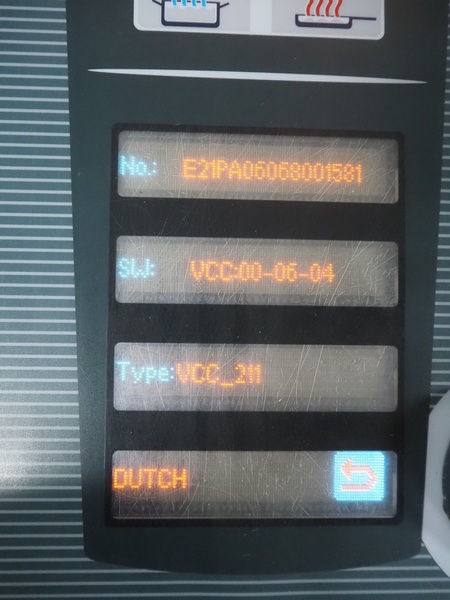 No.: E21PA06068001581
SW: VCC:00-06-04
Type:VCC_211
DUTCH